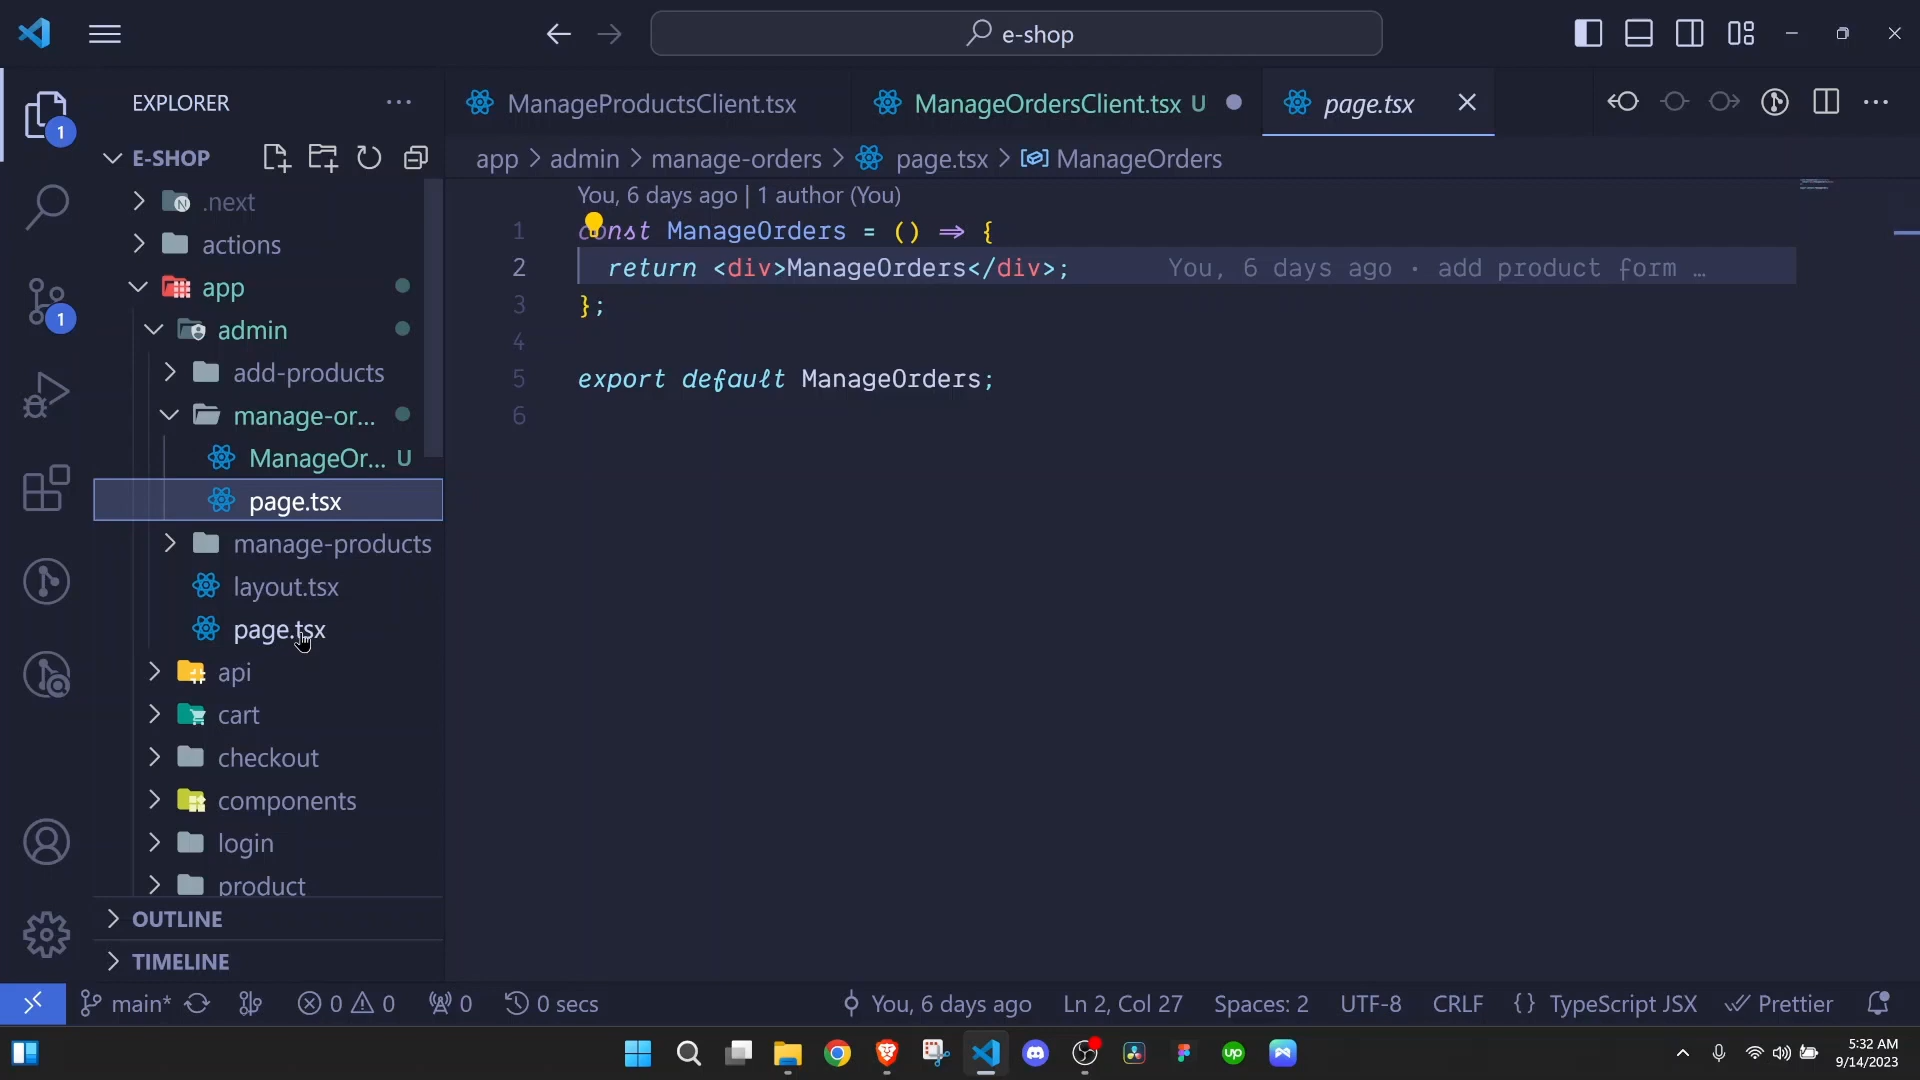 e-shop
EXPLORER
E-SHOP
.next
actions
app
admin
add-products
manage-or...
ManageOr... U
page.tsx
manage-products
layout.tsx
page.tsx
api
cart
checkout
components
login
product
OUTLINE
TIMELINE
1
1
ManageProductsClient.tsx
ManageOrdersClient.tsx U
page.tsx
app > admin > manage-orders > page.tsx > ManageOrders
You, 6 days ago | 1 author (You)
1 const ManageOrders = () => {
2 return <div>ManageOrders</div>; You, 6 days ago • add product form …
3 };
4
5 export default ManageOrders;
6
main* 0 0 0 0 secs You, 6 days ago Ln 2, Col 27 Spaces: 2 UTF-8 CRLF {} TypeScript JSX Prettier
up
5:32 AM
9/14/2023